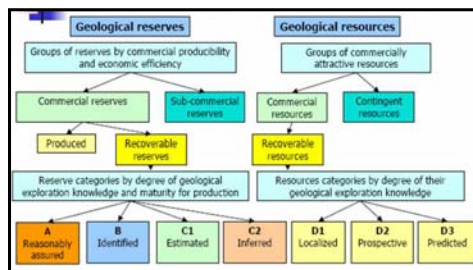 Geological reserves
Geological resources
Groups of reserves by commercial producibility
and economic efficiency
Groups of commercially
attractive resources
Commercial reserves
Sub-commercial
reserves
Commercial
resources
Contingent
resources
Produced
Recoverable
reserves
Recoverable
resources
Reserve categories by degree of geological
exploration knowledge and maturity for production
Resources categories by degree of their
geological exploration knowledge
A
Reasonably
assured
B
Identified
C1
Estimated
C2
Inferred
D1
Localized
D2
Prospective
D3
Predicted